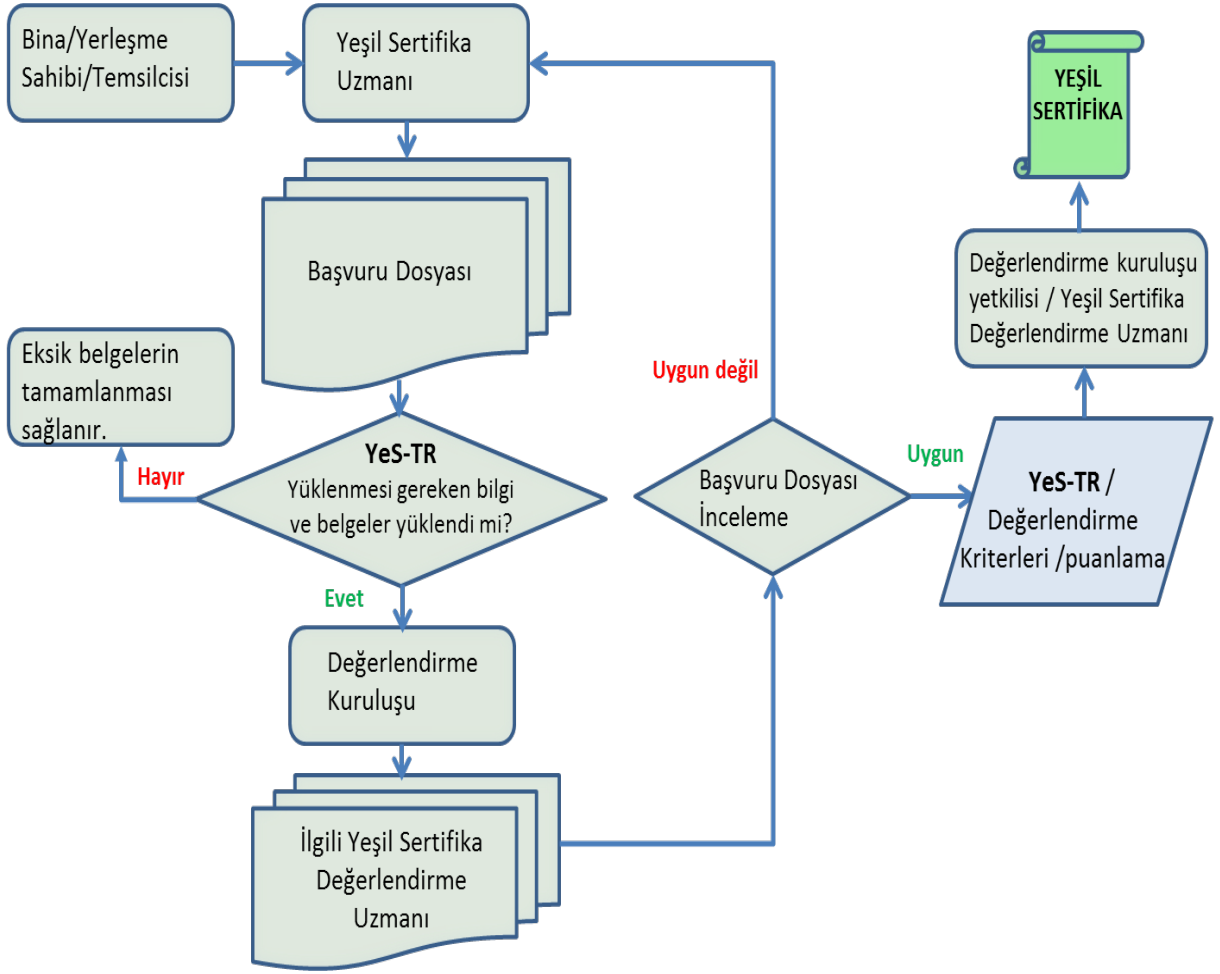 Bina/Yerleşme
Sahibi/Temsilcisi
Yeşil Sertifika
Uzmanı
Başvuru Dosyası
YeS-TR
Yüklenmesi gereken bilgi
ve belgeler yüklendi mi?
Hayır
Eksik belgelerin
tamamlanması
sağlanır.
Evet
Değerlendirme
Kuruluşu
İlgili Yeşil Sertifika
Değerlendirme
Uzmanı
Başvuru Dosyası
İnceleme
Uygun değil
Uygun
YeS-TR /
Değerlendirme
Kriterleri /puanlama
Değerlendirme kuruluşu
yetkilisi / Yeşil Sertifika
Değerlendirme Uzmanı
YEŞİL
SERTİFİKA